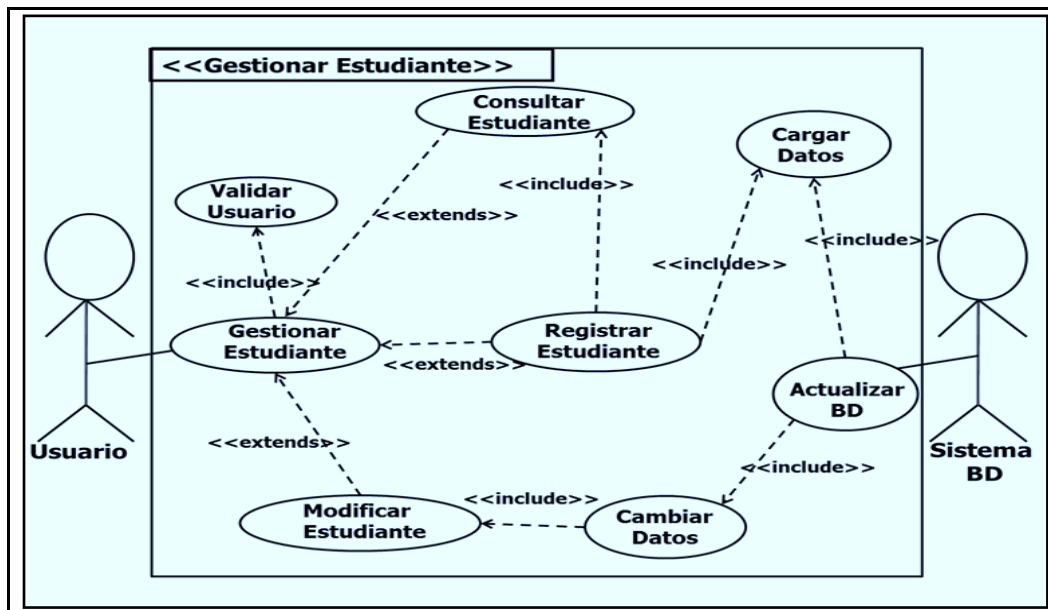 <<Gestionar Estudiante>>
Consultar
Estudiante
Cargar
Datos
<<include>>
Validar
Usuario
<<extends>>
<<include>>
<<include>>
<<include>>
Gestionar
Estudiante
Registrar
Estudiante
<<extends>>
Actualizar
BD
Usuario
<<extends>>
Sistema
BD
<<include>>
<<include>>
Modificar
Estudiante
Cambiar
Datos